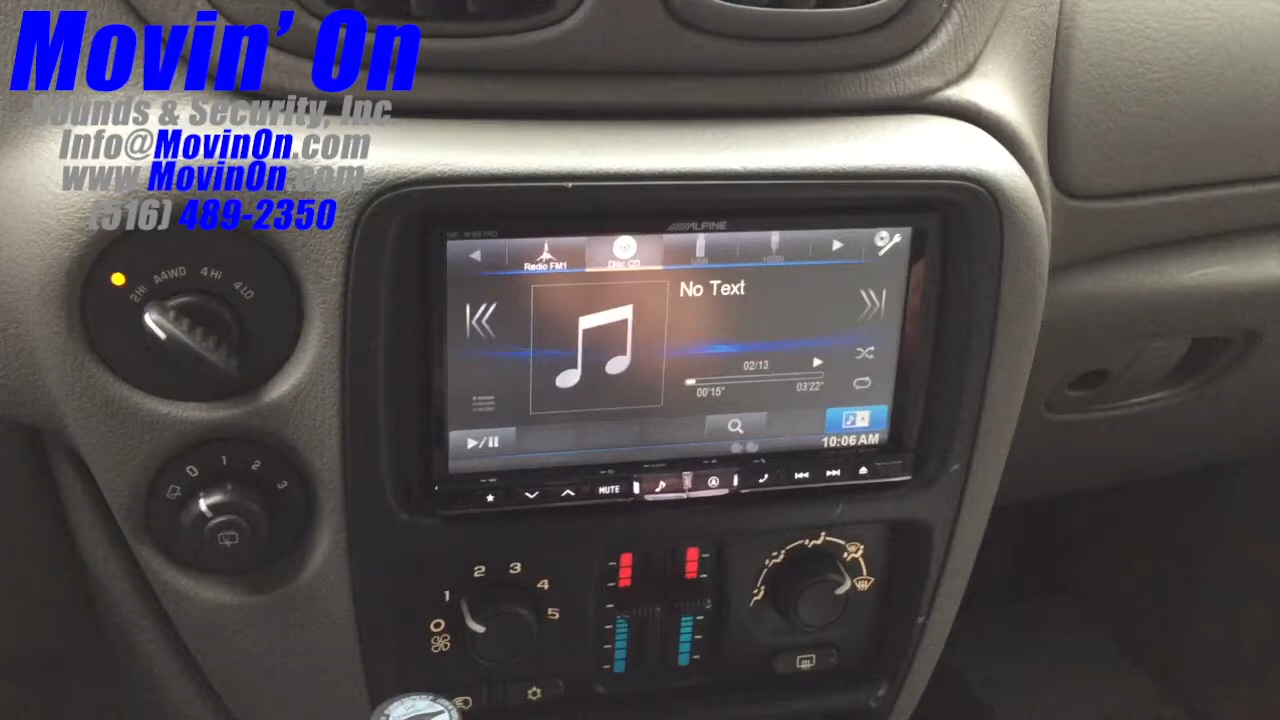 Movin' On
Sounds & Security, Inc.
Info@MovinOn.com
www.MovinOn.com
(516) 489-2350
ALPINE
Radio FM1
Disc CD
USB
HDMI
No Text
02/13
00'15"
03'22"
10:06 AM
MUTE
2HI A4WD 4HI 4LO
0 1 2 3
1 2 3 4 5